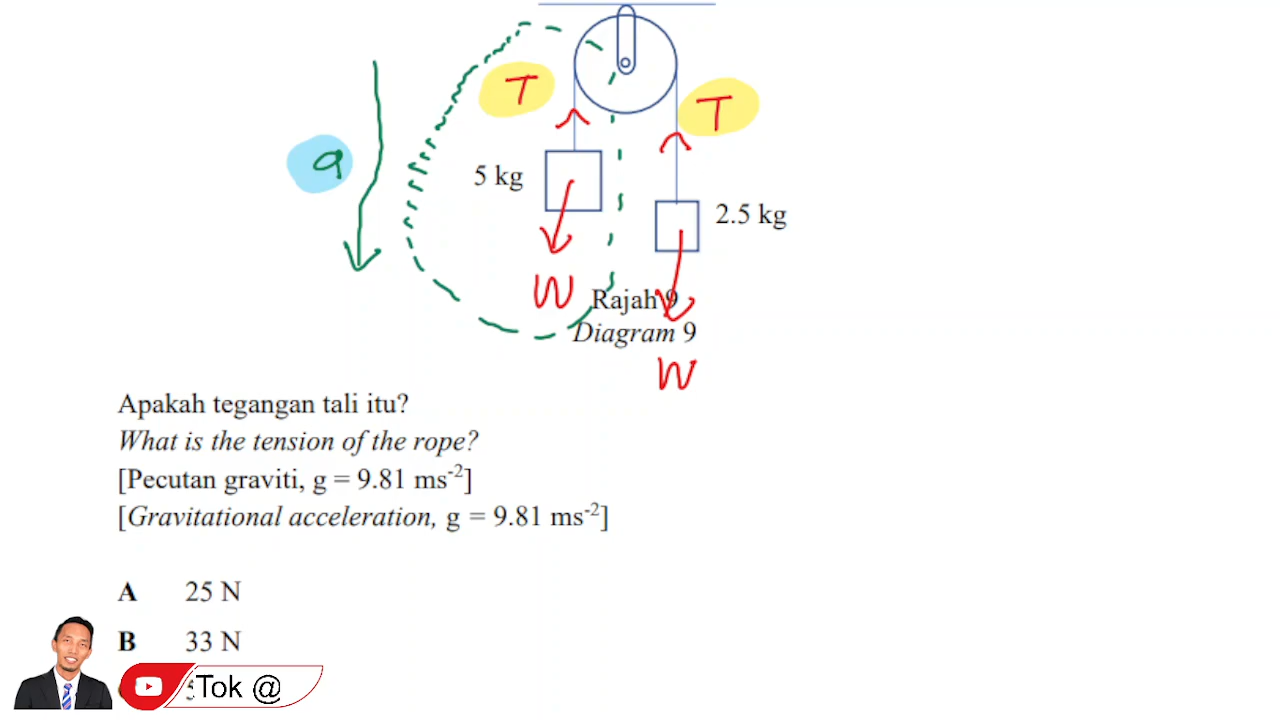 T
T
a
5 kg
2.5 kg
W
Rajah 9
Diagram 9
W
Apakah tegangan tali itu?
What is the tension of the rope?
[Pecutan graviti, g = 9.81 ms⁻²]
[Gravitational acceleration, g = 9.81 ms⁻²]
A 25 N
B 33 N
Tok @